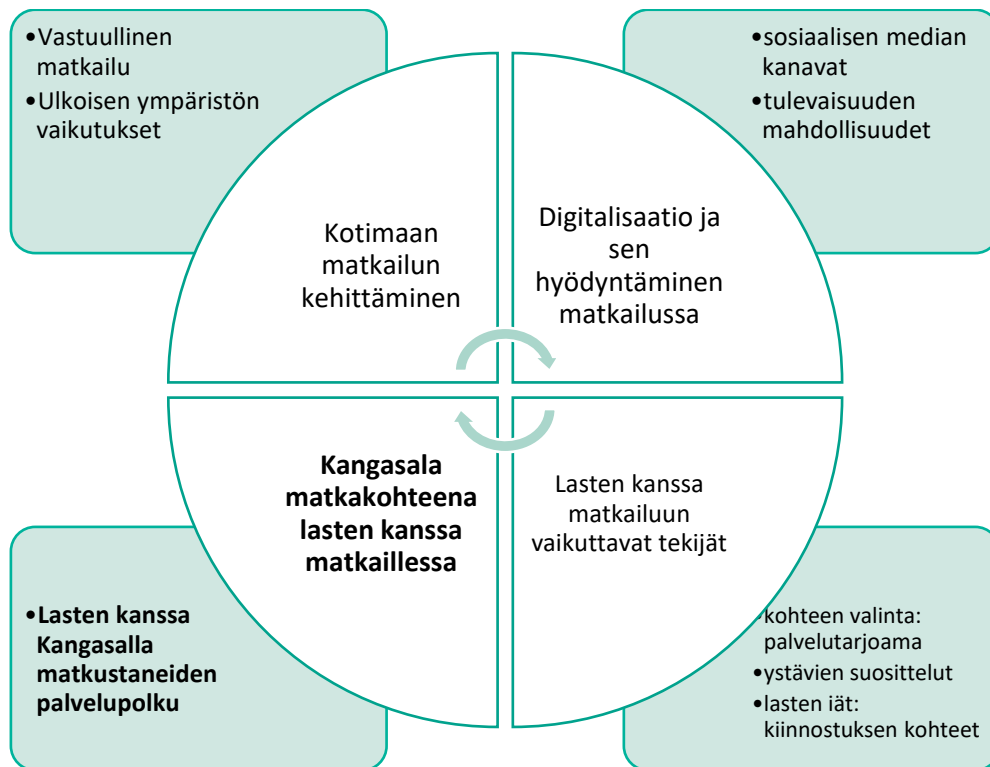 •Vastuullinen
matkailu
•Ulkoisen ympäristön
vaikutukset
•sosiaalisen median
kanavat
•tulevaisuuden
mahdollisuudet
Kotimaan
matkailun
kehittäminen
Digitalisaatio ja
sen
hyödyntäminen
matkailussa
Kangasala
matkakohteena
lasten kanssa
matkaillessa
Lasten kanssa
matkailuun
vaikuttavat tekijät
•Lasten kanssa
Kangasalla
matkustaneiden
palvelupolku
•kohteen valinta:
palvelutarjoama
•ystävien suosittelut
•lasten iät:
kiinnostuksen kohteet